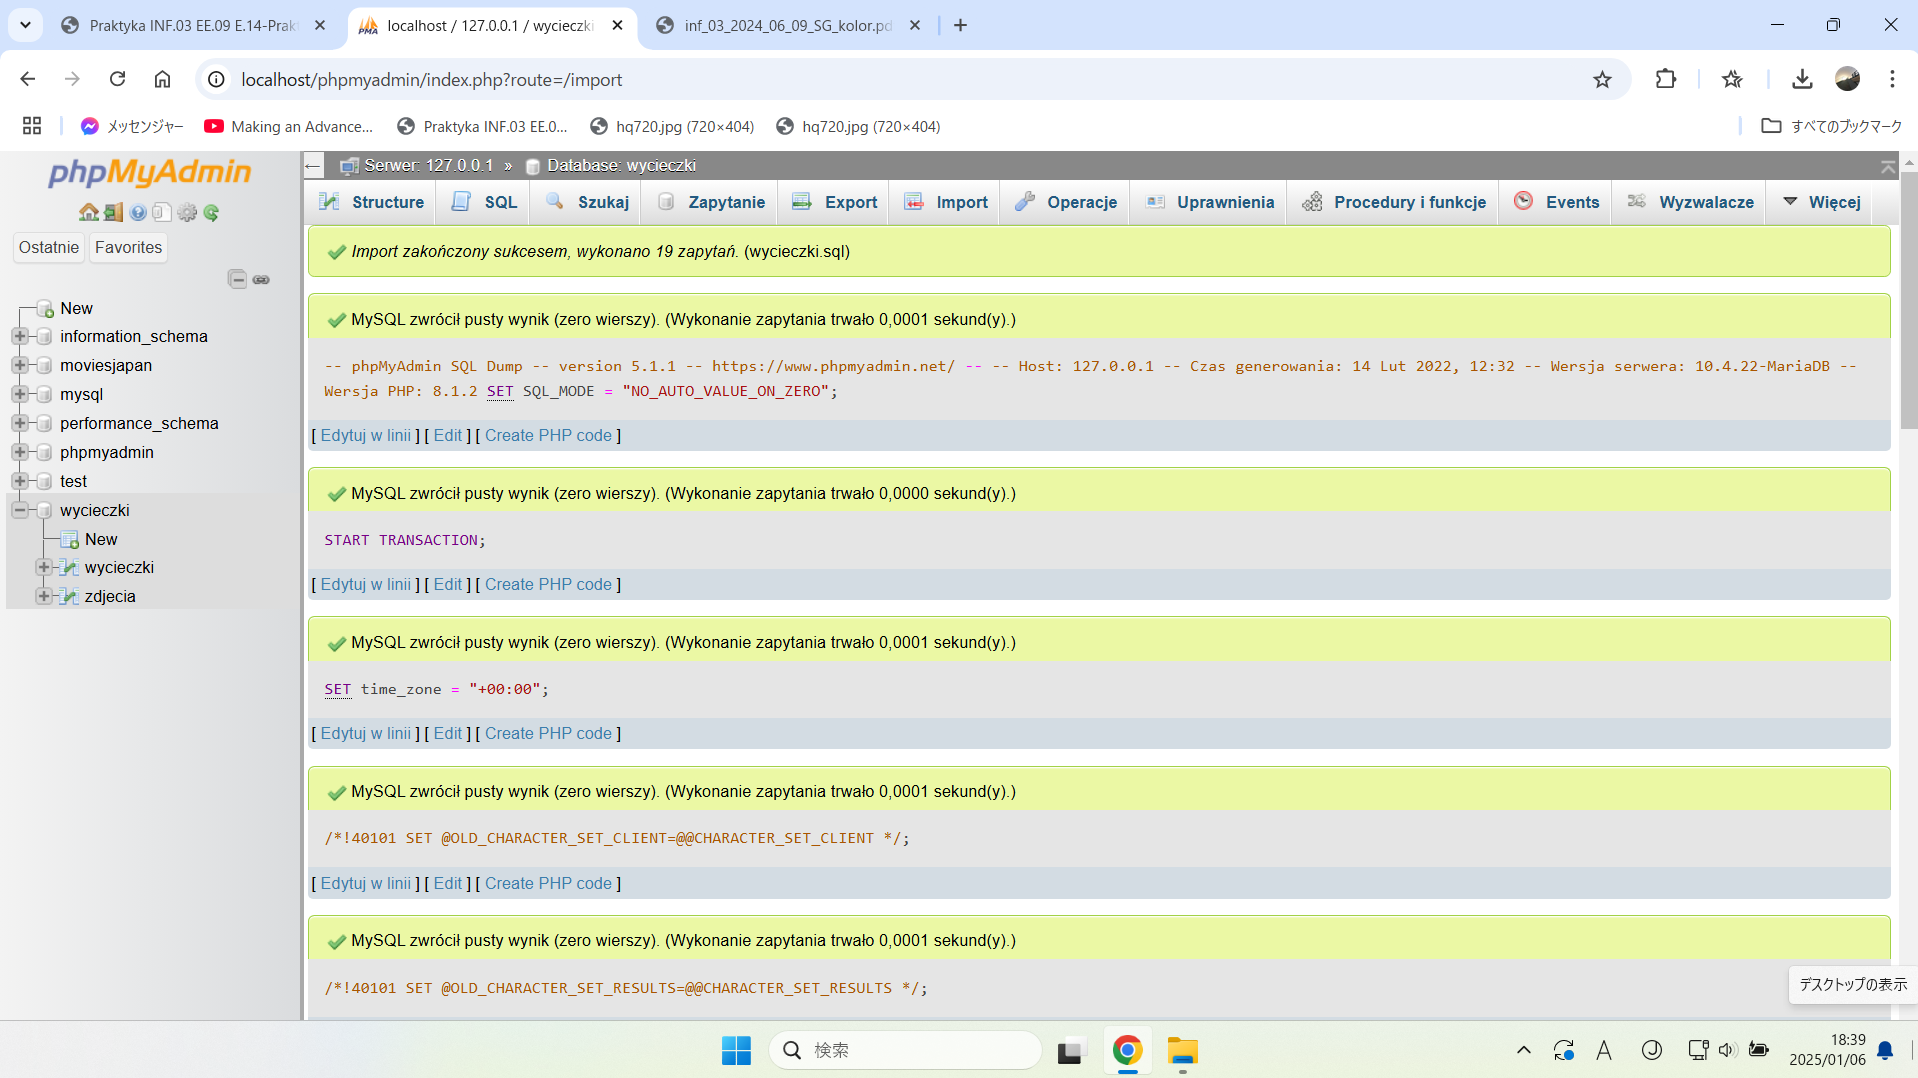 Praktyka INF.03 EE.09 E.14-Prakt
localhost / 127.0.0.1 / wycieczki
inf_03_2024_06_09_SG_kolor.pd
localhost/phpmyadmin/index.php?route=/import
メッセンジャー
Making an Advance...
Praktyka INF.03 EE.0...
hq720.jpg (720×404)
hq720.jpg (720×404)
すべてのブックマーク
phpMyAdmin
Ostatnie
Favorites
New
information_schema
moviesjapan
mysql
performance_schema
phpmyadmin
test
wycieczki
New
wycieczki
zdjecia
Serwer: 127.0.0.1 » Database: wycieczki
Structure
SQL
Szukaj
Zapytanie
Export
Import
Operacje
Uprawnienia
Procedury i funkcje
Events
Wyzwalacze
Więcej
Import zakończony sukcesem, wykonano 19 zapytań. (wycieczki.sql)
MySQL zwrócił pusty wynik (zero wierszy). (Wykonanie zapytania trwało 0,0001 sekund(y).)
-- phpMyAdmin SQL Dump -- version 5.1.1 -- https://www.phpmyadmin.net/ -- -- Host: 127.0.0.1 -- Czas generowania: 14 Lut 2022, 12:32 -- Wersja serwera: 10.4.22-MariaDB --
Wersja PHP: 8.1.2 SET SQL_MODE = "NO_AUTO_VALUE_ON_ZERO";
[ Edytuj w linii ] [ Edit ] [ Create PHP code ]
MySQL zwrócił pusty wynik (zero wierszy). (Wykonanie zapytania trwało 0,0000 sekund(y).)
START TRANSACTION;
[ Edytuj w linii ] [ Edit ] [ Create PHP code ]
MySQL zwrócił pusty wynik (zero wierszy). (Wykonanie zapytania trwało 0,0001 sekund(y).)
SET time_zone = "+00:00";
[ Edytuj w linii ] [ Edit ] [ Create PHP code ]
MySQL zwrócił pusty wynik (zero wierszy). (Wykonanie zapytania trwało 0,0001 sekund(y).)
/*!40101 SET @OLD_CHARACTER_SET_CLIENT=@@CHARACTER_SET_CLIENT */;
[ Edytuj w linii ] [ Edit ] [ Create PHP code ]
MySQL zwrócił pusty wynik (zero wierszy). (Wykonanie zapytania trwało 0,0001 sekund(y).)
/*!40101 SET @OLD_CHARACTER_SET_RESULTS=@@CHARACTER_SET_RESULTS */;
デスクトップの表示
検索
A
18:39
2025/01/06